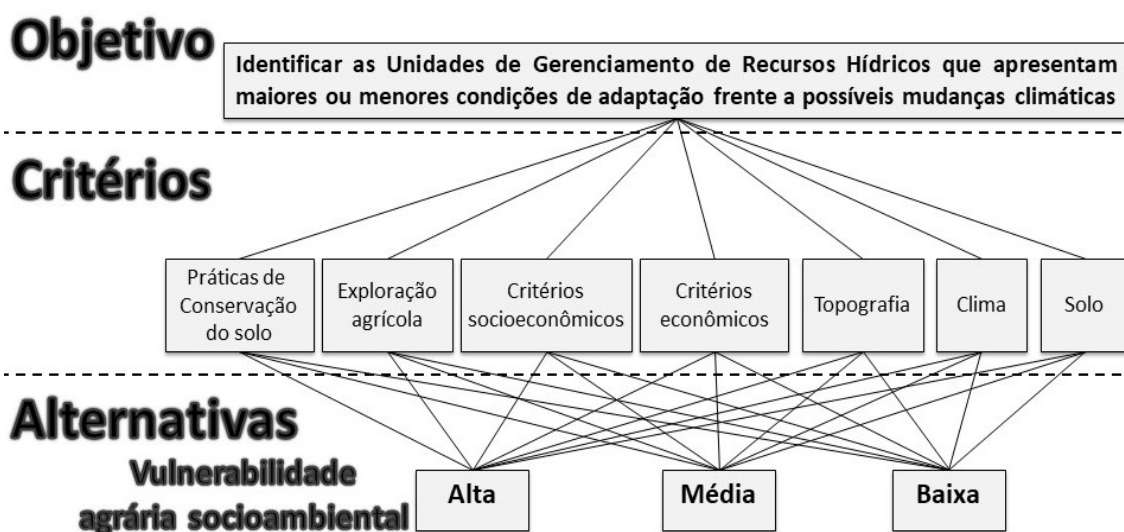 Objetivo
Identificar as Unidades de Gerenciamento de Recursos Hídricos que apresentam
maiores ou menores condições de adaptação frente a possíveis mudanças climáticas
Critérios
Práticas de
Conservação
do solo
Exploração
agrícola
Critérios
socioeconômicos
Critérios
econômicos
Topografia
Clima
Solo
Alternativas
Vulnerabilidade
agrária socioambiental
Alta
Média
Baixa